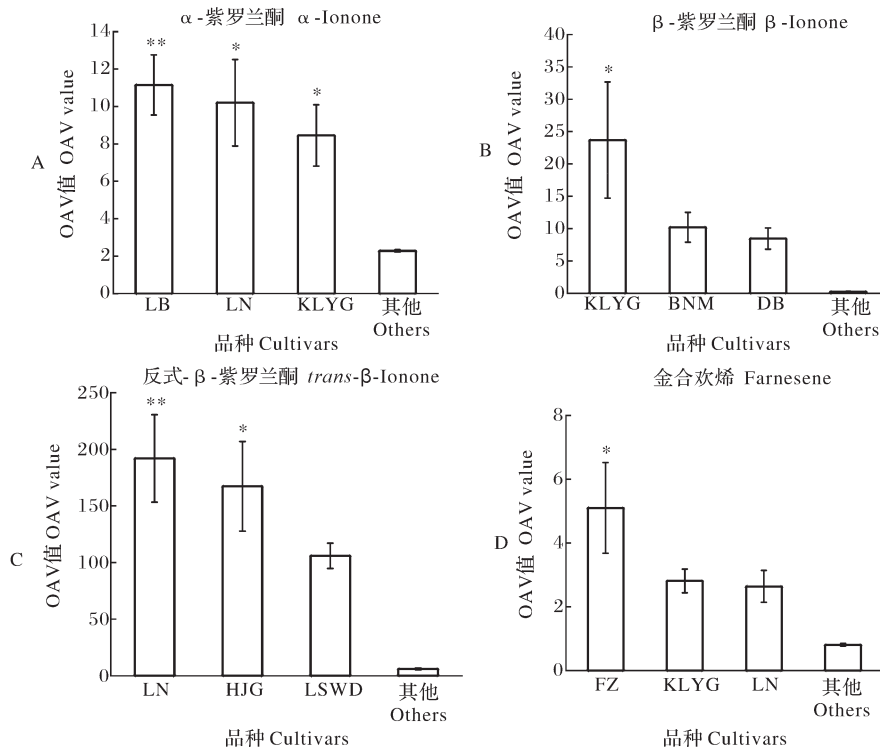 α-紫罗兰酮 α-Ionone
14
12
10
8
6
4
2
0
OAV值 OAV value
A
**
*
*
LB LN KLYG 其他
Others
品种 Cultivars
β-紫罗兰酮 β-Ionone
40
35
30
25
20
15
10
5
0
OAV值 OAV value
B
*
KLYG BNM DB 其他
Others
品种 Cultivars
反式-β-紫罗兰酮 trans-β-Ionone
250
200
150
100
50
0
OAV值 OAV value
C
**
*
LN HJG LSWD 其他
Others
品种 Cultivars
金合欢烯 Farnesene
8
6
4
2
0
OAV值 OAV value
D
*
FZ KLYG LN 其他
Others
品种 Cultivars